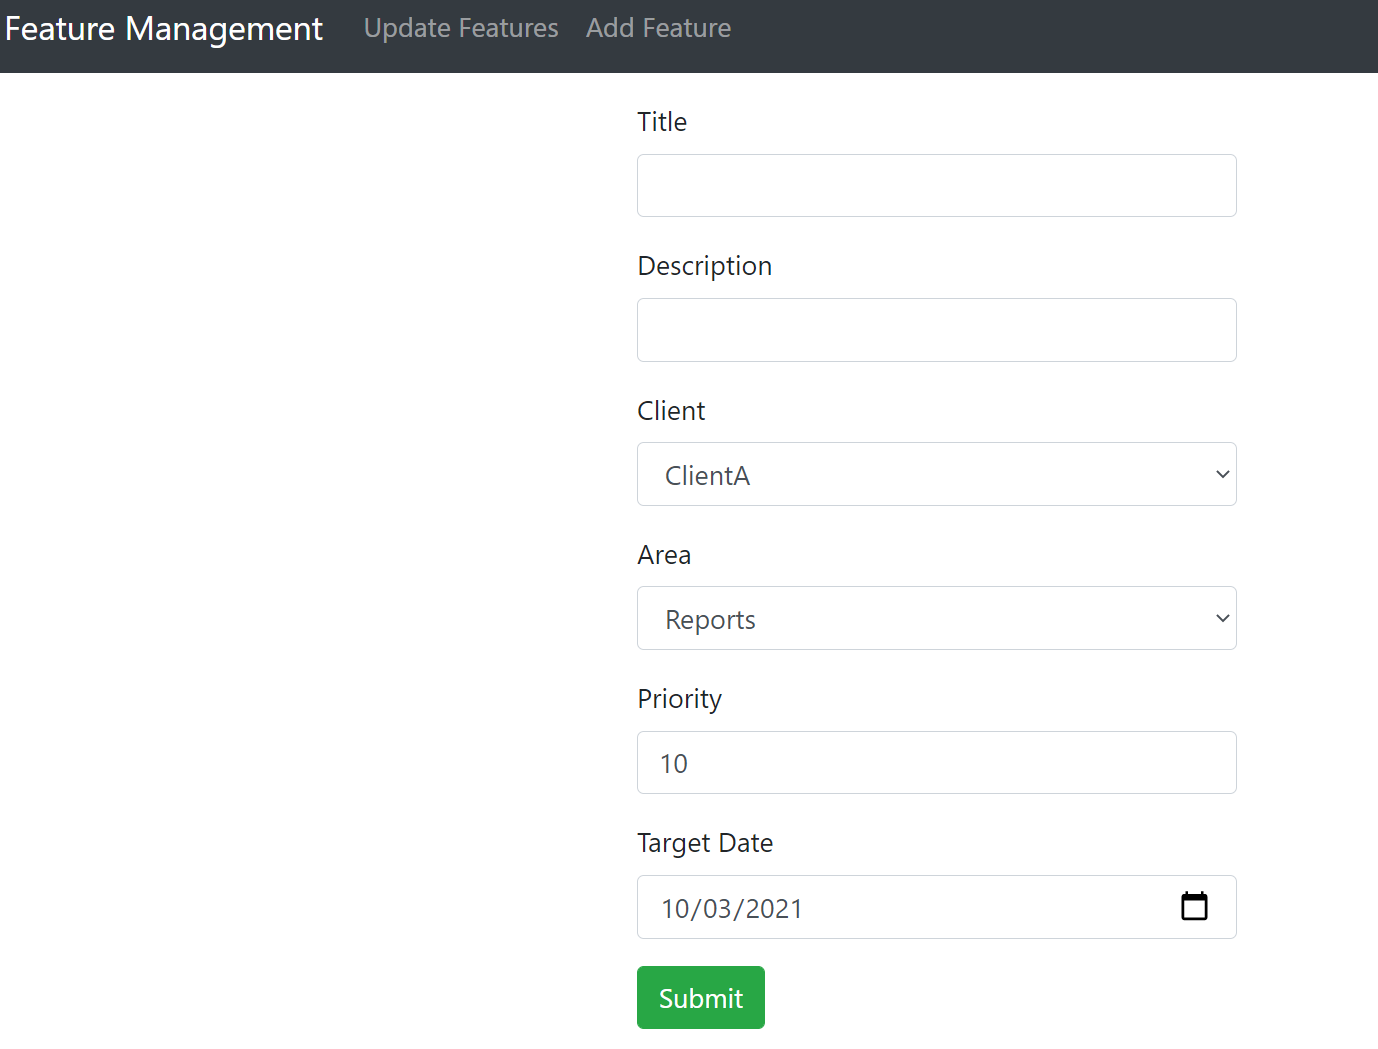 Feature Management Update Features Add Feature
Title
Description
Client
ClientA
Area
Reports
Priority
10
Target Date
10/03/2021
Submit